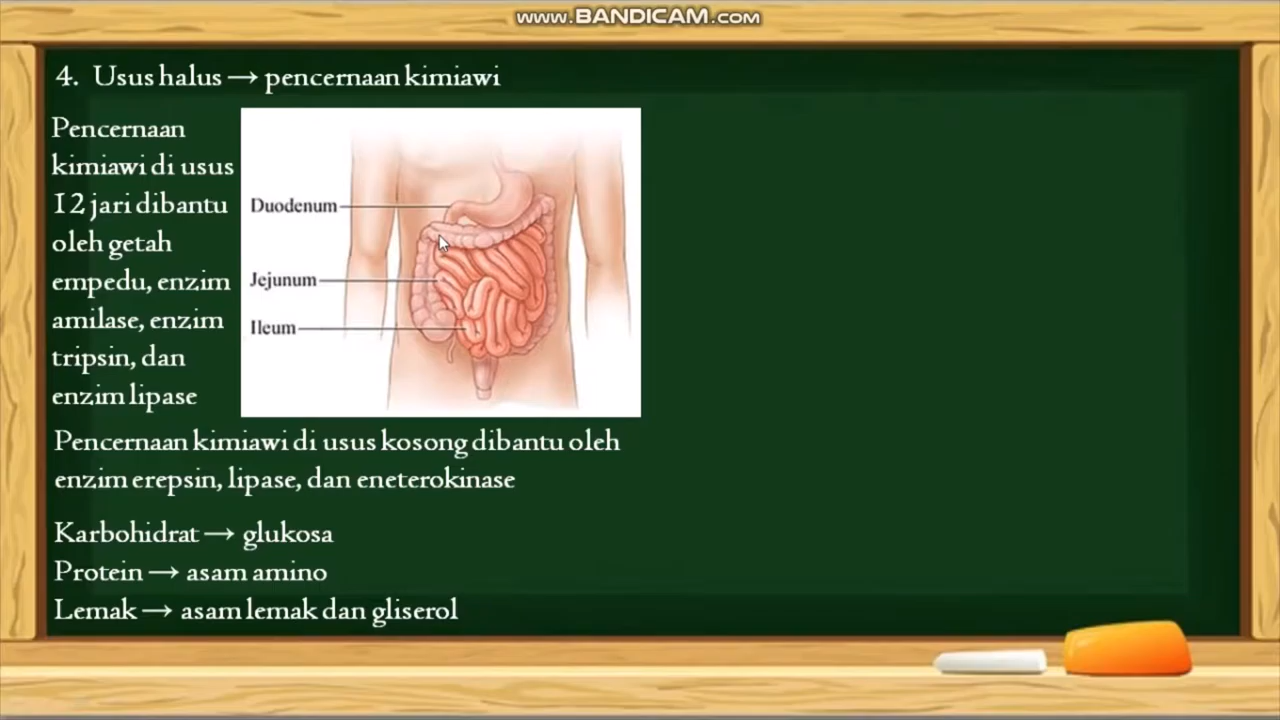 www.BANDICAM.com
4. Usus halus → pencernaan kimiawi
Pencernaan
kimiawi di usus
12 jari dibantu
oleh getah
empedu, enzim
amilase, enzim
tripsin, dan
enzim lipase
Duodenum
Jejunum
Ileum
Pencernaan kimiawi di usus kosong dibantu oleh
enzim erepsin, lipase, dan eneterokinase
Karbohidrat → glukosa
Protein → asam amino
Lemak → asam lemak dan gliserol